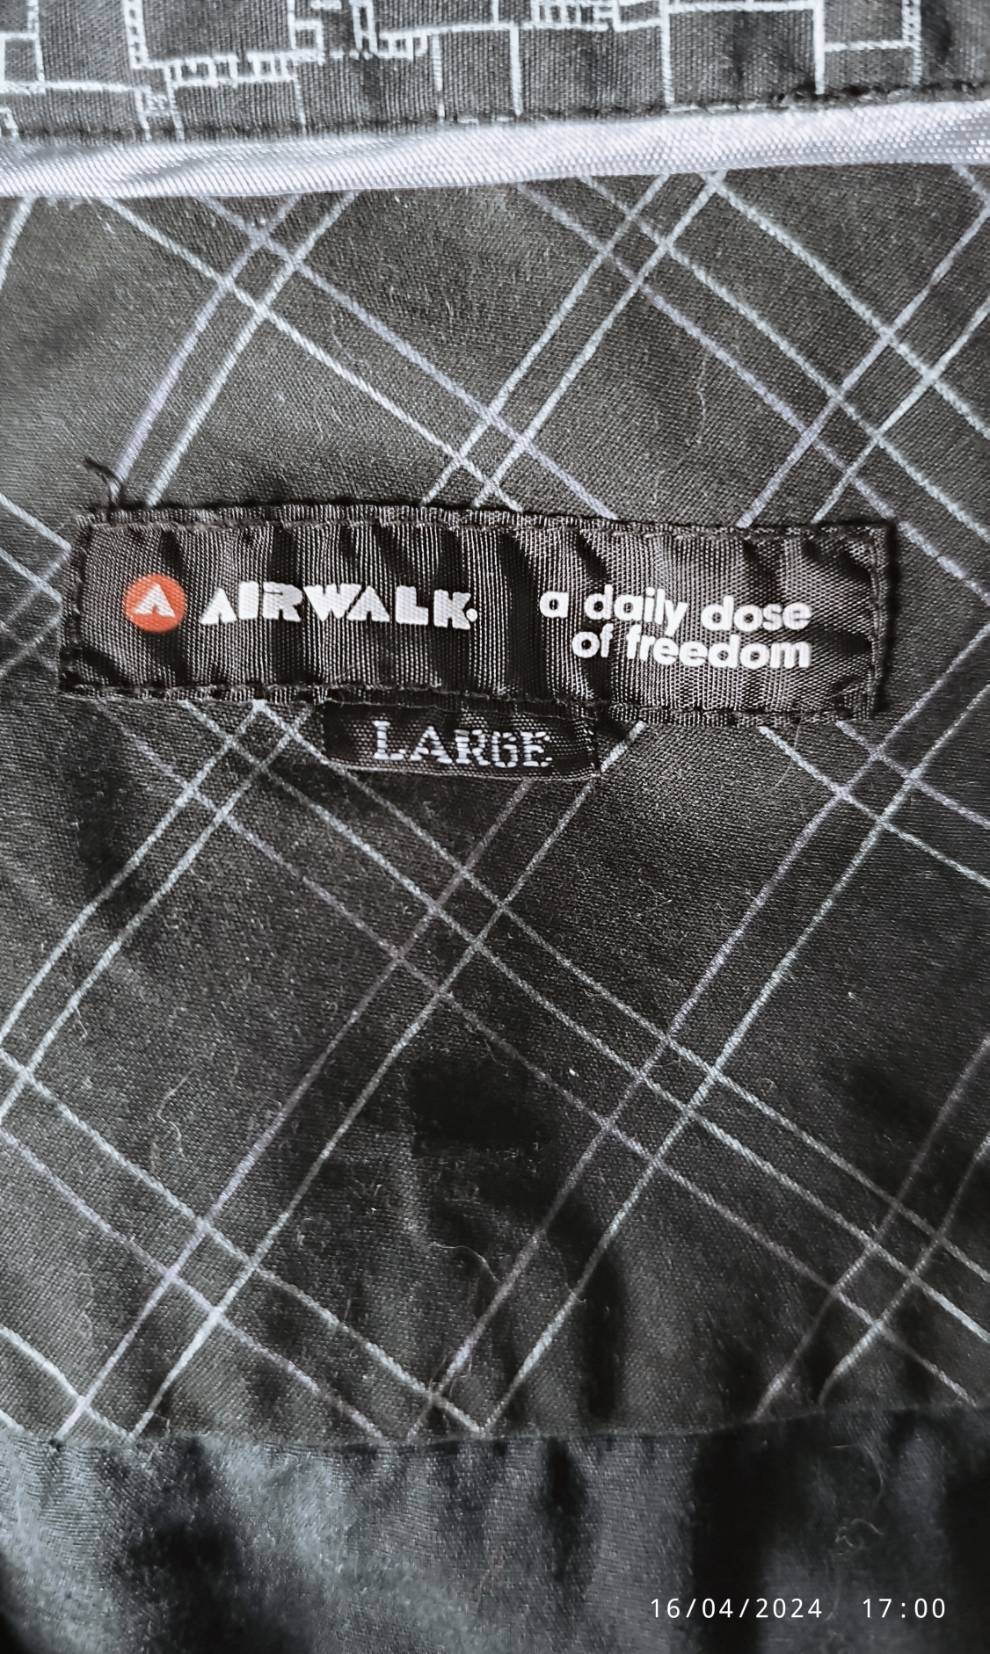 AIRWALK. a daily dose
of freedom
LARGE
16/04/2024 17:00